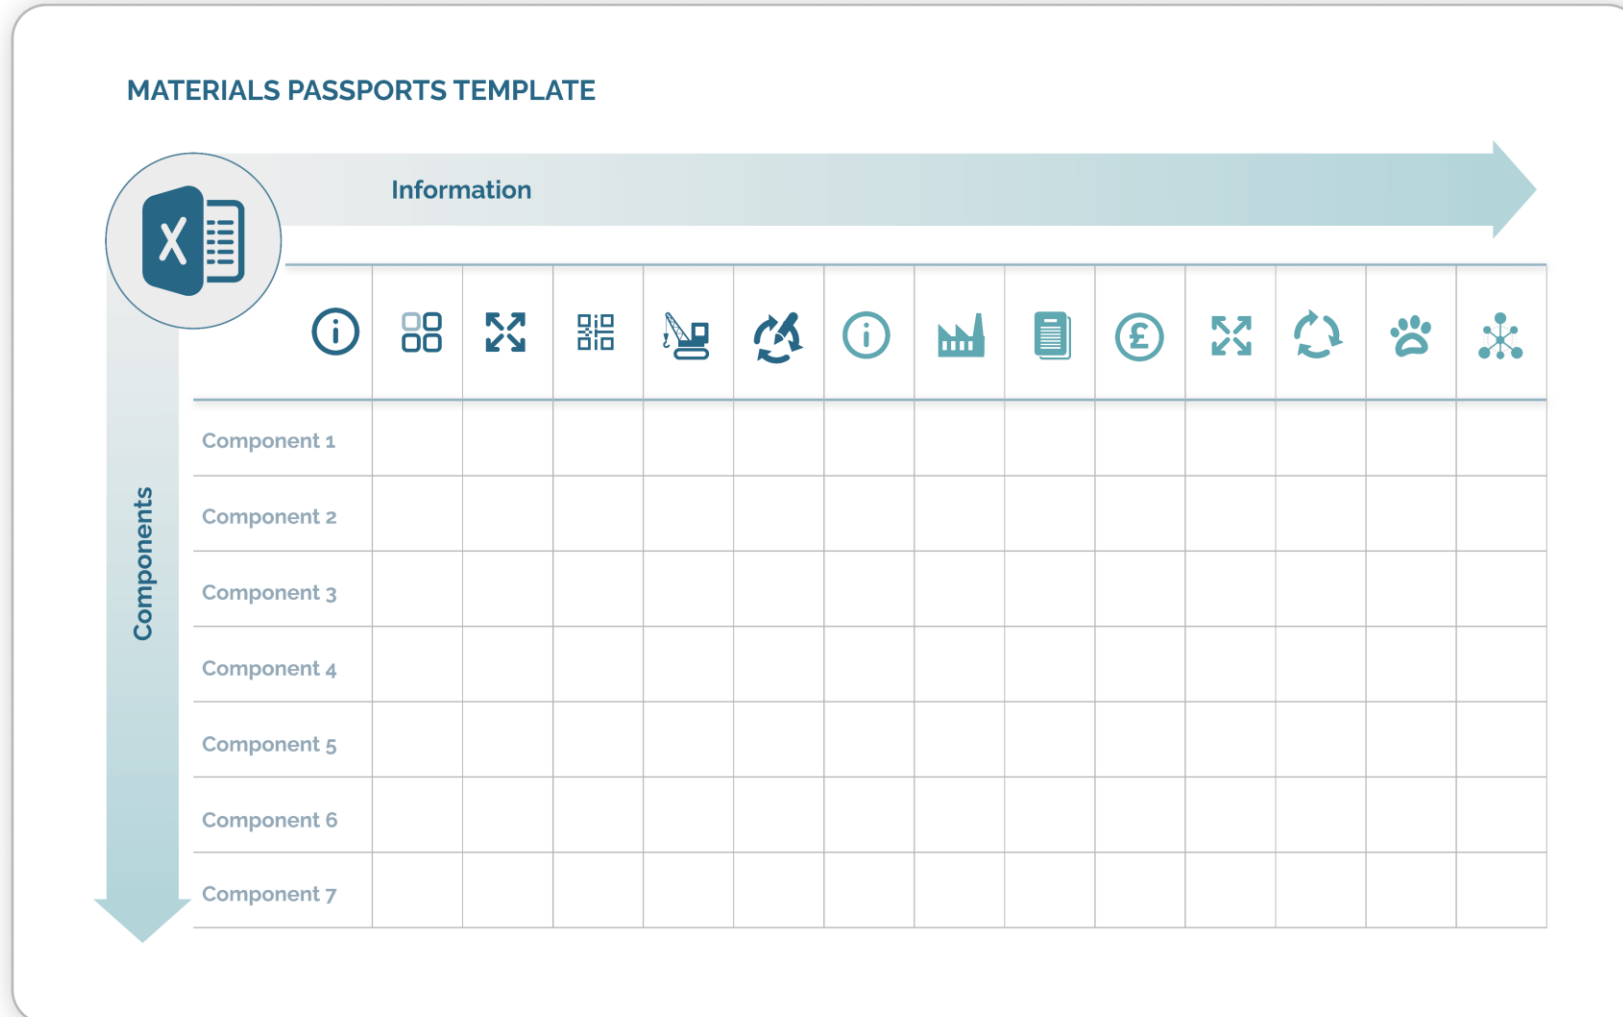 MATERIALS PASSPORTS TEMPLATE
Information
X
i
i
£
Components
Component 1
Component 2
Component 3
Component 4
Component 5
Component 6
Component 7